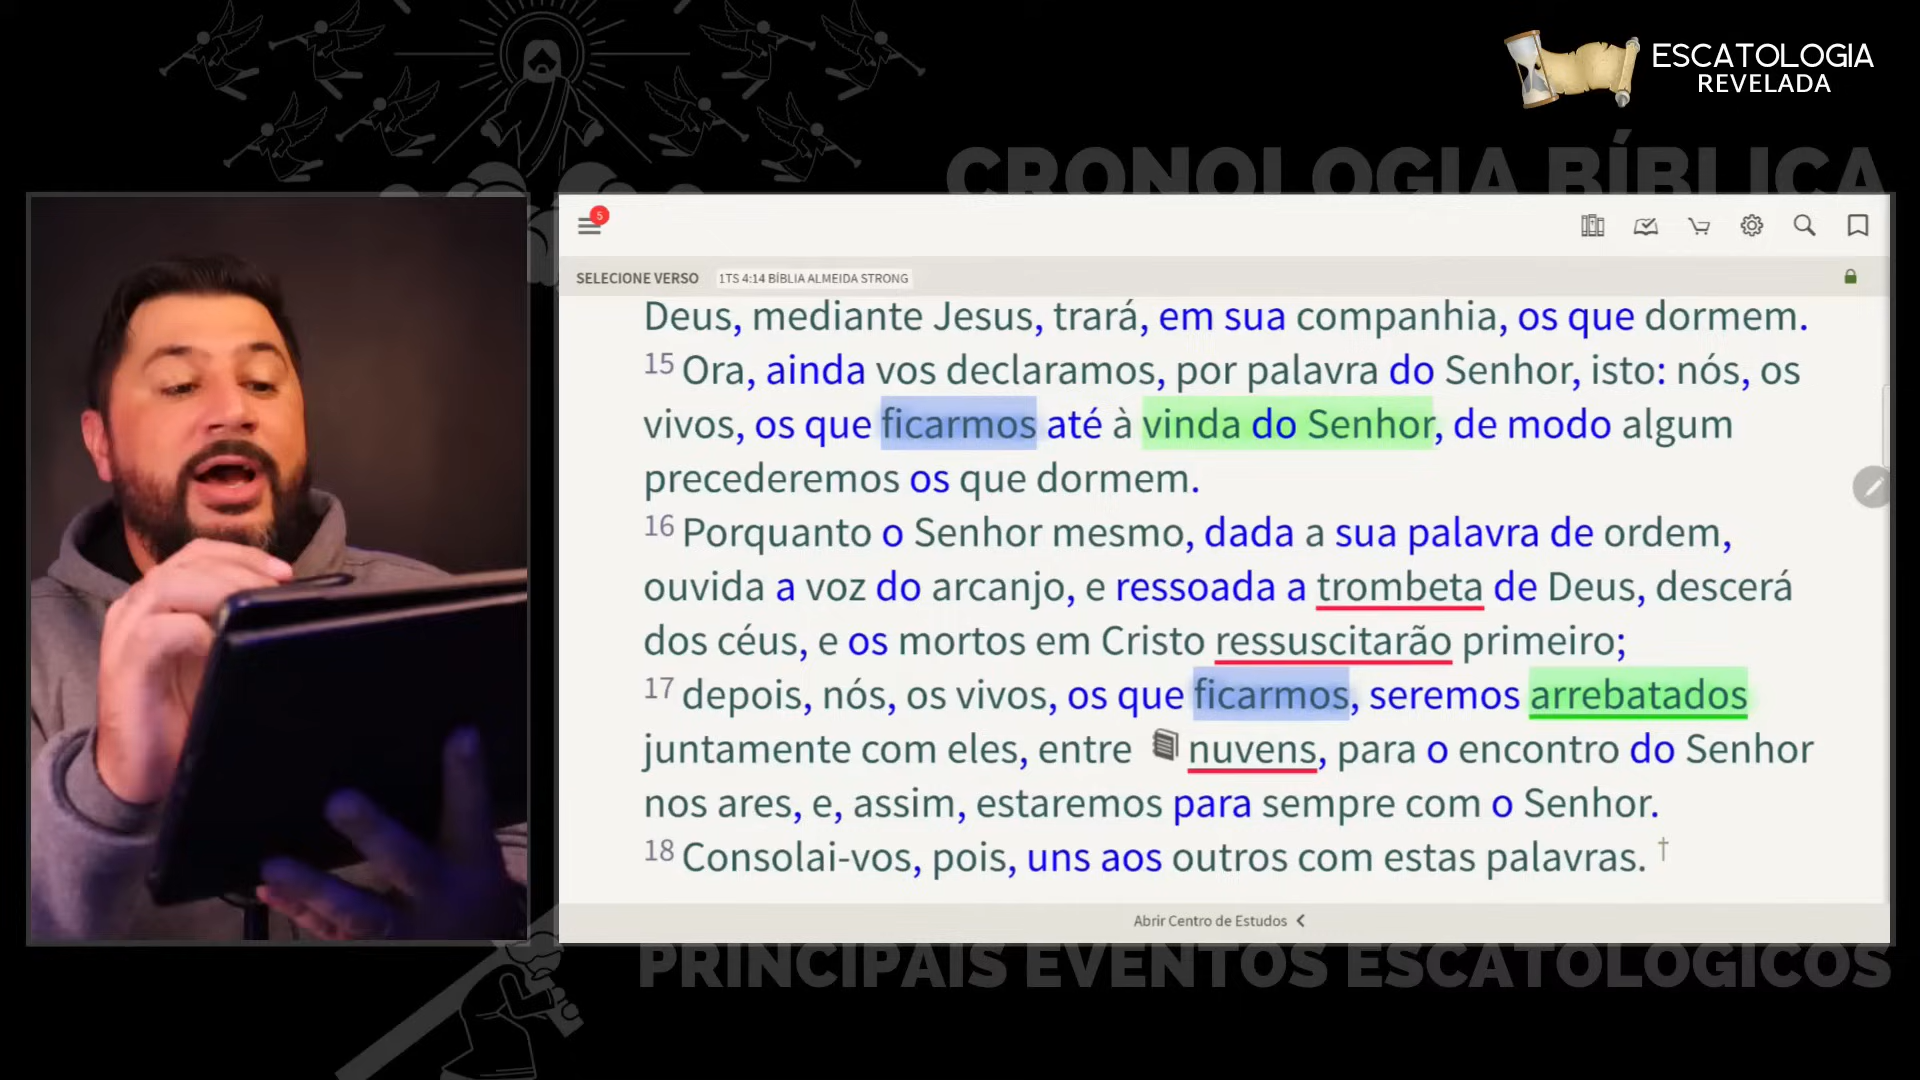 ESCATOLOGIA
REVELADA
CRONOLOGIA BÍBLICA
5
SELECIONE VERSO 1TS 4:14 BÍBLIA ALMEIDA STRONG
Deus, mediante Jesus, trará, em sua companhia, os que dormem.
15 Ora, ainda vos declaramos, por palavra do Senhor, isto: nós, os
vivos, os que ficarmos até à vinda do Senhor, de modo algum
precederemos os que dormem.
16 Porquanto o Senhor mesmo, dada a sua palavra de ordem,
ouvida a voz do arcanjo, e ressoada a trombeta de Deus, descerá
dos céus, e os mortos em Cristo ressuscitarão primeiro;
17 depois, nós, os vivos, os que ficarmos, seremos arrebatados
juntamente com eles, entre nuvens, para o encontro do Senhor
nos ares, e, assim, estaremos para sempre com o Senhor.
18 Consolai-vos, pois, uns aos outros com estas palavras. †
Abrir Centro de Estudos
PRINCIPAIS EVENTOS ESCATOLOGICOS